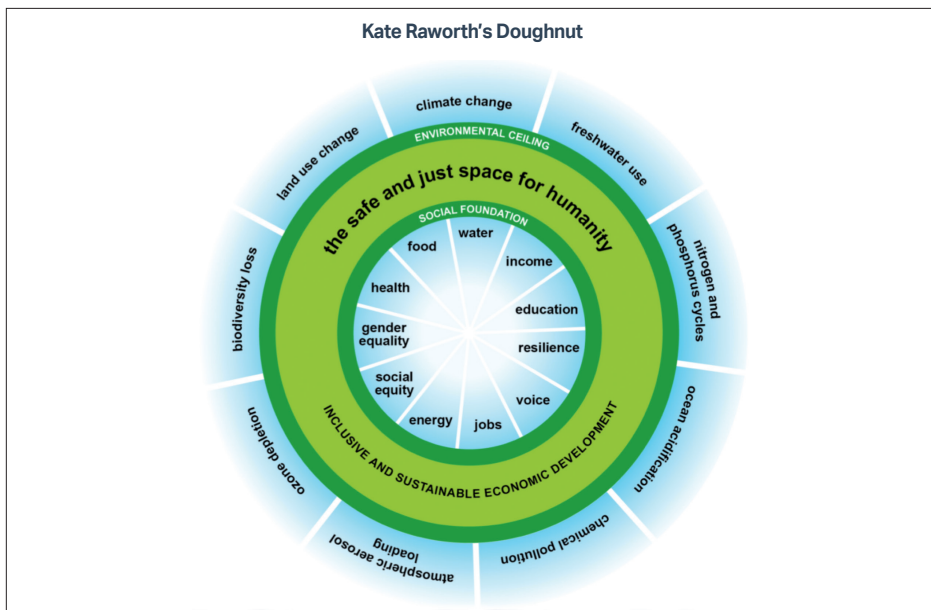 Kate Raworth's Doughnut
climate change
freshwater use
nitrogen and
phosphorus cycles
ocean acidification
chemical pollution
atmospheric aerosol
loading
ozone depletion
biodiversity loss
land use change
ENVIRONMENTAL CEILING
the safe and just space for humanity
SOCIAL FOUNDATION
water
income
education
resilience
voice
jobs
energy
social
equity
gender
equality
health
food
INCLUSIVE AND SUSTAINABLE ECONOMIC DEVELOPMENT